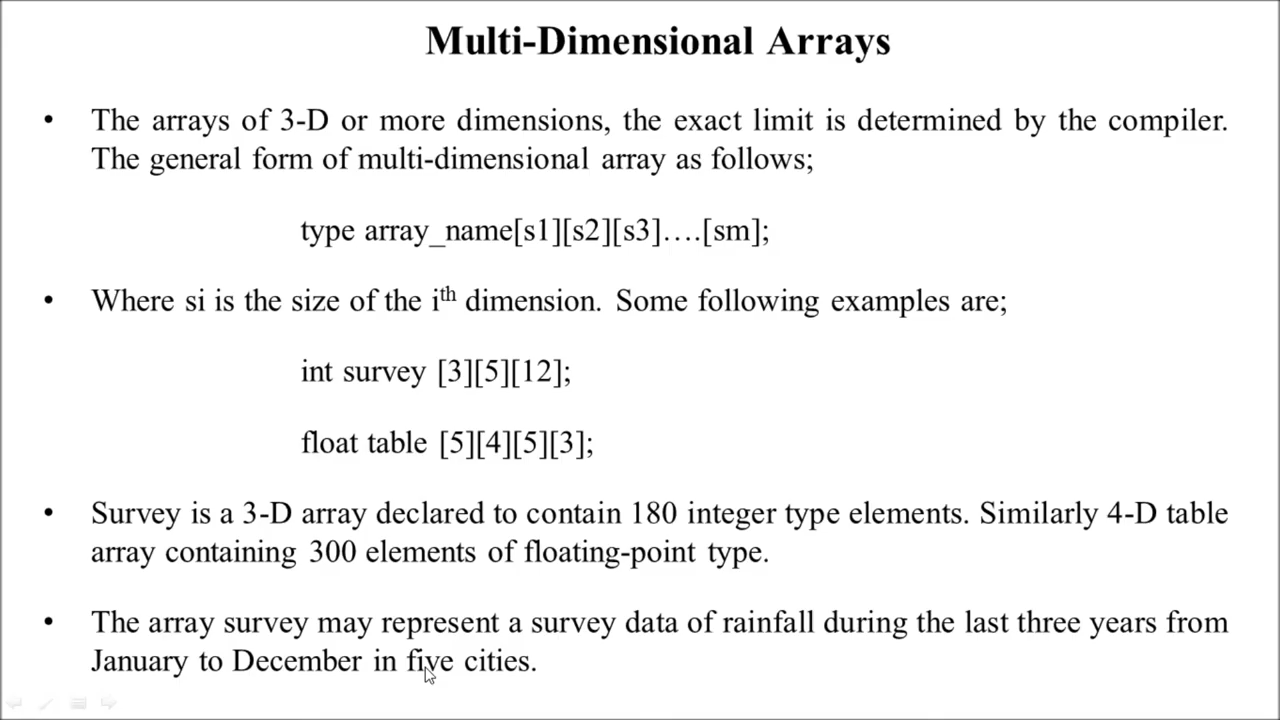 Multi-Dimensional Arrays
• The arrays of 3-D or more dimensions, the exact limit is determined by the compiler.
The general form of multi-dimensional array as follows;
type array_name[s1][s2][s3]....[sm];
• Where si is the size of the ith dimension. Some following examples are;
int survey [3][5][12];
float table [5][4][5][3];
• Survey is a 3-D array declared to contain 180 integer type elements. Similarly 4-D table
array containing 300 elements of floating-point type.
• The array survey may represent a survey data of rainfall during the last three years from
January to December in five cities.